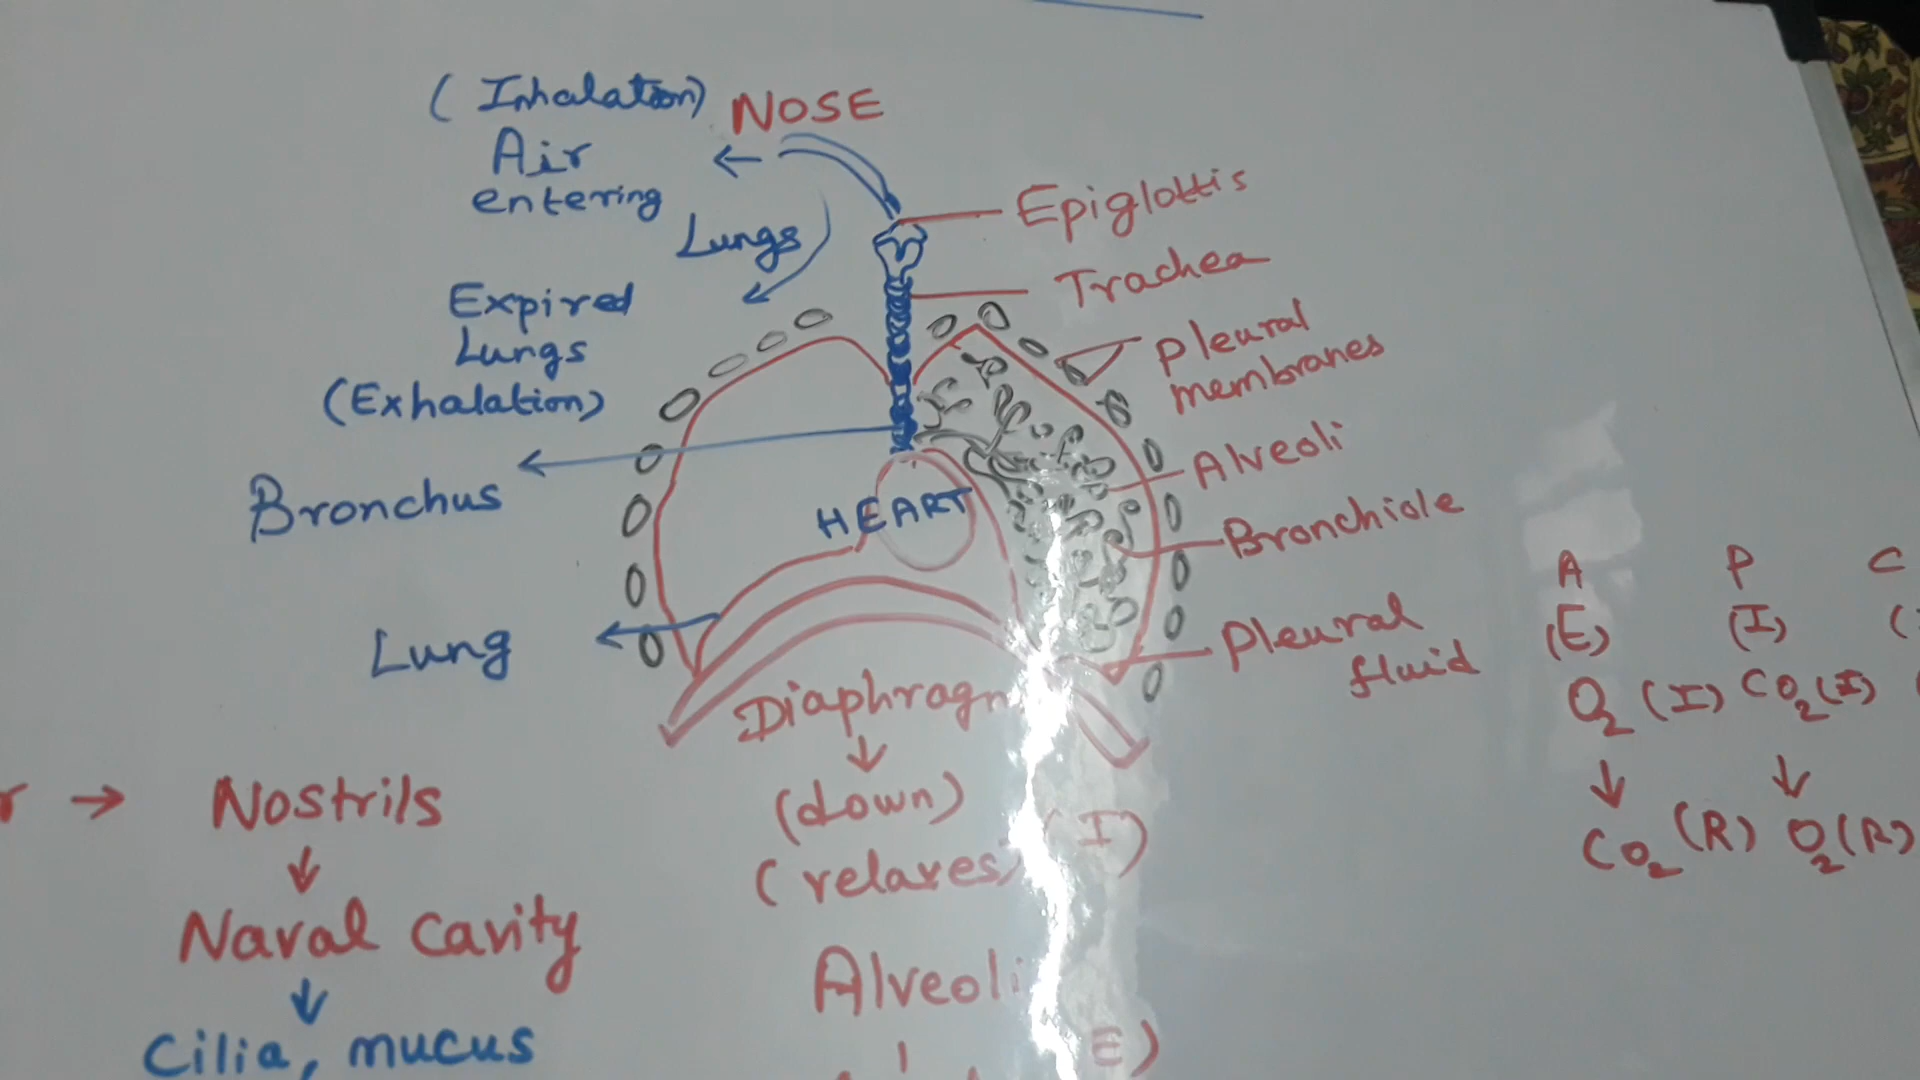 (Inhalation) NOSE
Air
entering
Lungs
Epiglottis
Trachea
Expired
Lungs
(Exhalation)
Pleural
membranes
Bronchus
HEART
Alveoli
Bronchiole
Lung
Pleural
fluid
Diaphragm
↓
(down)
(relaxes) (I)
Alveoli
E)
r → Nostrils
↓
Naval cavity
↓
Cilia, mucus
A P C
(E) (I) (
O2 (I) CO2 (I)
↓ ↓
CO2 (R) O2 (R)